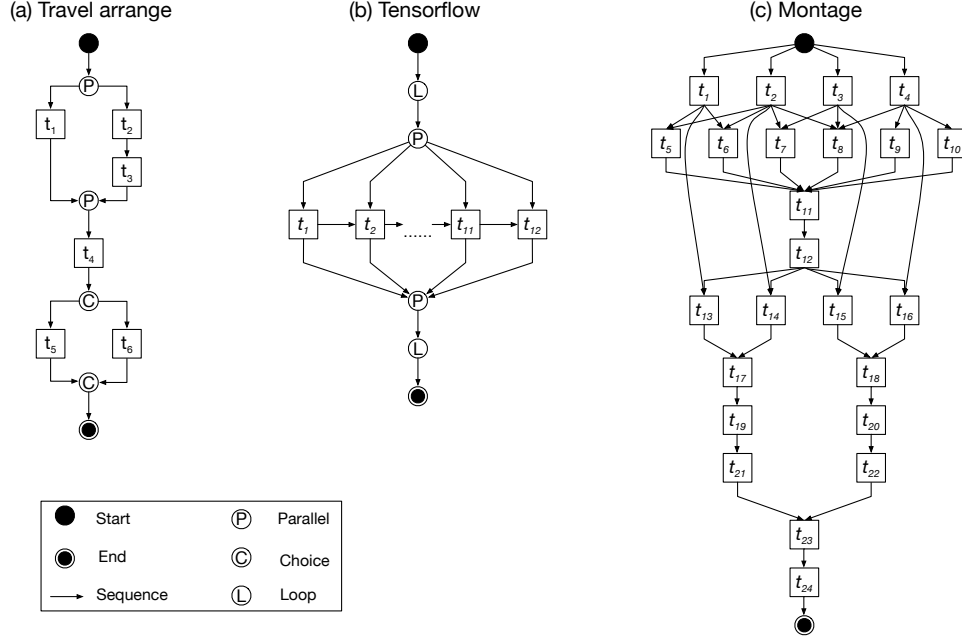 (a) Travel arrange
P
t1
t2
t3
P
t4
C
t5
t6
C
(b) Tensorflow
L
P
t1
t2
......
t11
t12
P
L
(c) Montage
t1
t2
t3
t4
t5
t6
t7
t8
t9
t10
t11
t12
t13
t14
t15
t16
t17
t18
t19
t20
t21
t22
t23
t24
Start
P
Parallel
End
C
Choice
Sequence
L
Loop